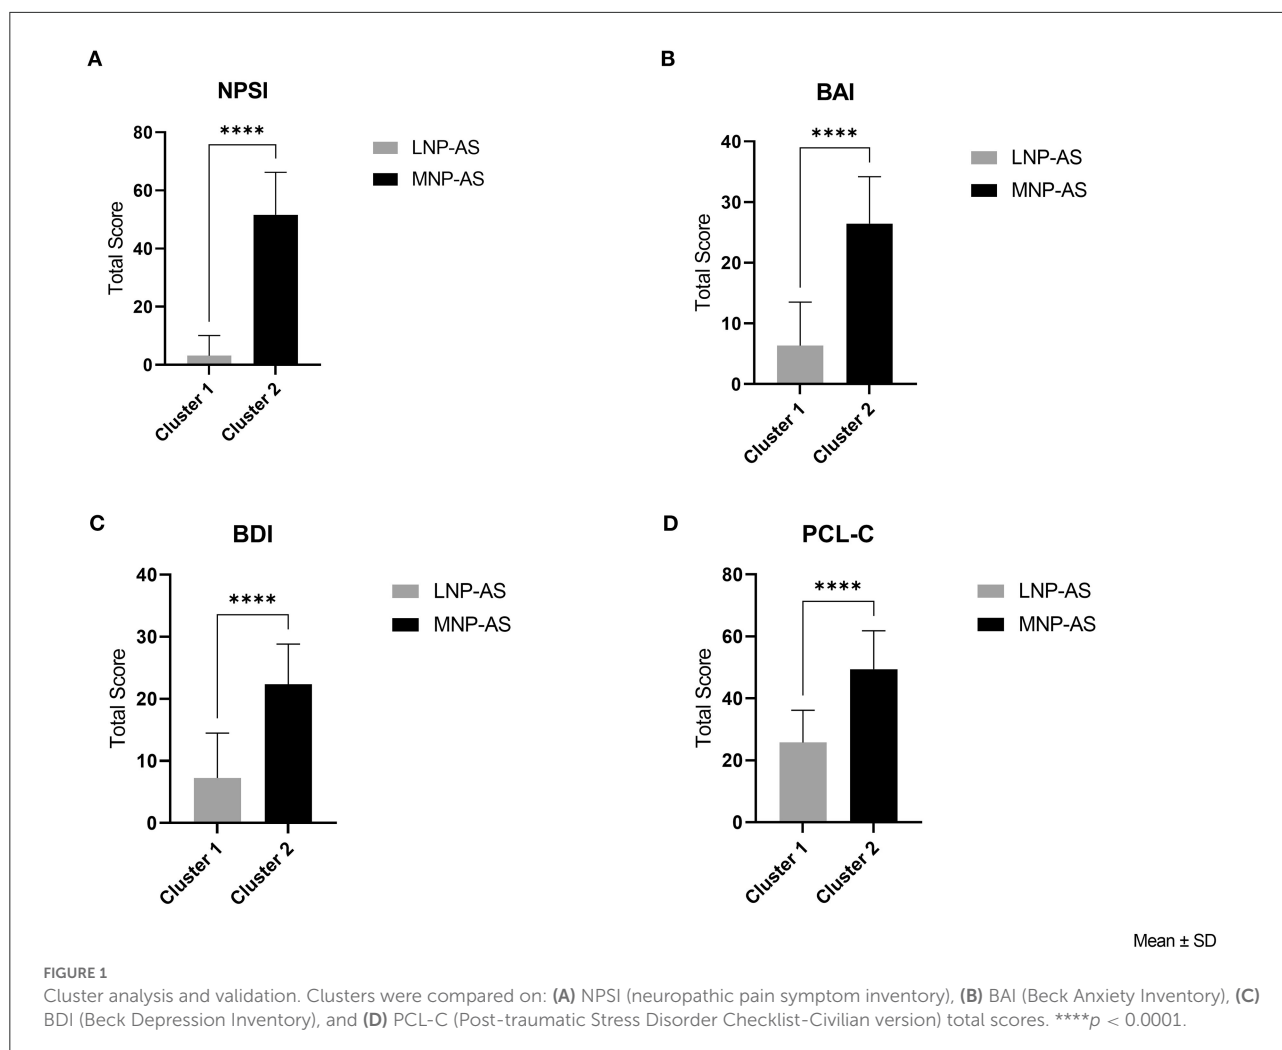 A
NPSI
****
80
60
40
20
0
Total Score
Cluster 1
Cluster 2
LNP-AS
MNP-AS
B
BAI
****
40
30
20
10
0
Total Score
Cluster 1
Cluster 2
LNP-AS
MNP-AS
C
BDI
****
40
30
20
10
0
Total Score
Cluster 1
Cluster 2
LNP-AS
MNP-AS
D
PCL-C
****
80
60
40
20
0
Total Score
Cluster 1
Cluster 2
LNP-AS
MNP-AS
Mean ± SD
FIGURE 1
Cluster analysis and validation. Clusters were compared on: (A) NPSI (neuropathic pain symptom inventory), (B) BAI (Beck Anxiety Inventory), (C)
BDI (Beck Depression Inventory), and (D) PCL-C (Post-traumatic Stress Disorder Checklist-Civilian version) total scores. ****p < 0.0001.